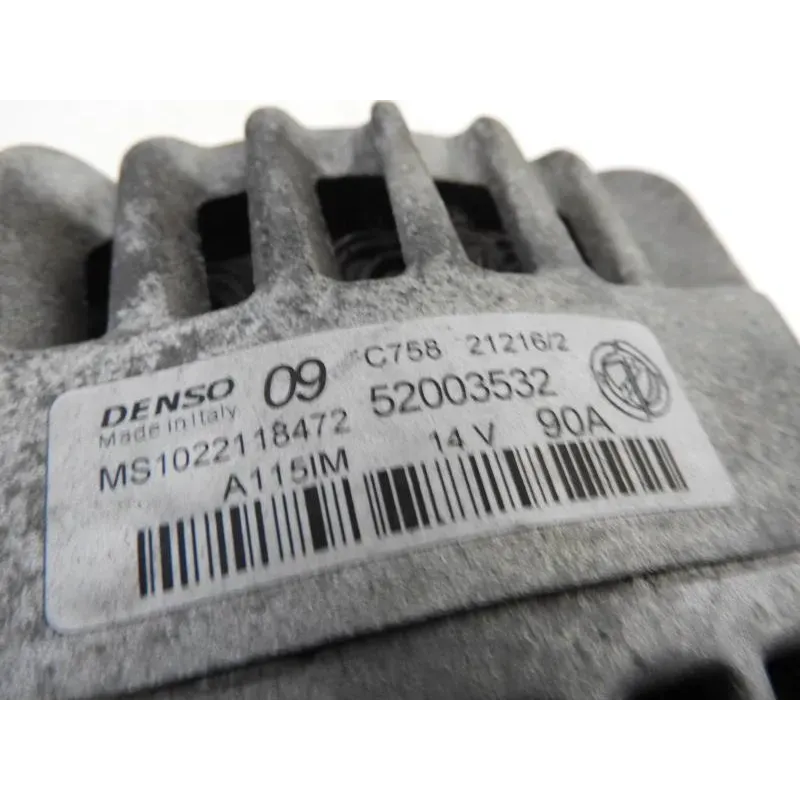 DENSO 09 C758 21216/2
Made in Italy 52003532
MS1022118472 14 V 90A
A115IM